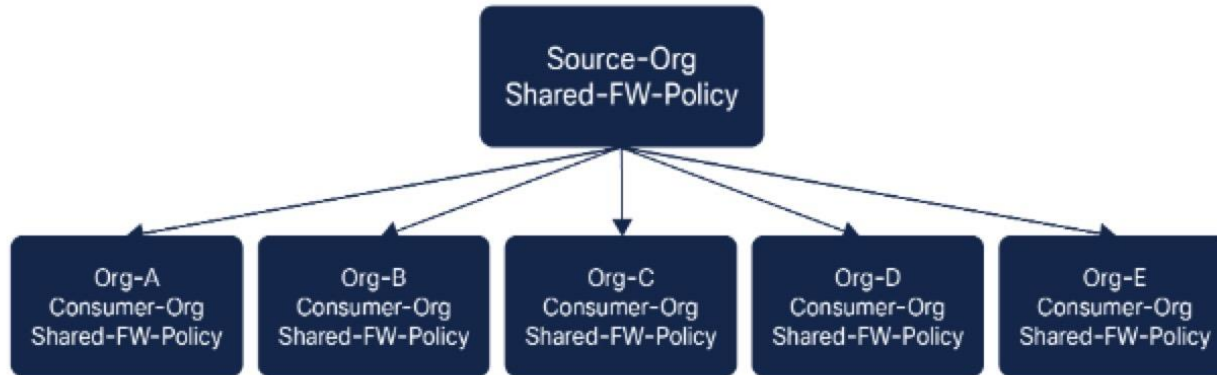 Source-Org
Shared-FW-Policy
Org-A
Consumer-Org
Shared-FW-Policy
Org-B
Consumer-Org
Shared-FW-Policy
Org-C
Consumer-Org
Shared-FW-Policy
Org-D
Consumer-Org
Shared-FW-Policy
Org-E
Consumer-Org
Shared-FW-Policy